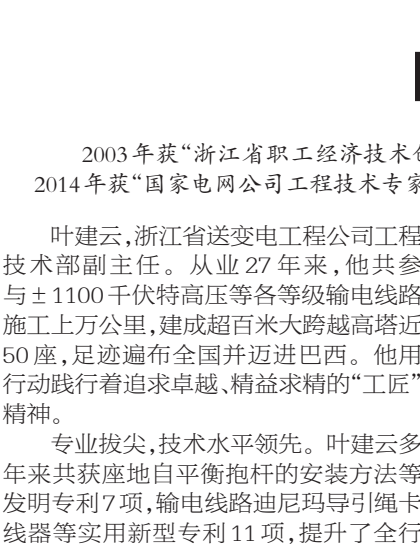 2003年获“浙江省职工经济技术创
2014年获“国家电网公司工程技术专家
叶建云,浙江省送变电工程公司工程
技术部副主任。从业27年来,他共参
与±1100千伏特高压等各等级输电线路
施工上万公里,建成超百米大跨越高塔近
50座,足迹遍布全国并迈进巴西。他用
行动践行着追求卓越、精益求精的“工匠”
精神。
专业拔尖,技术水平领先。叶建云多
年来共获座地自平衡抱杆的安装方法等
发明专利7项,输电线路迪尼玛导引绳卡
线器等实用新型专利11项,提升了全行